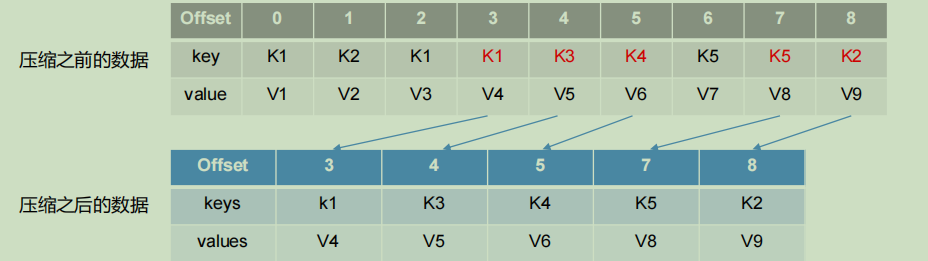 Offset 0 1 2 3 4 5 6 7 8
压缩之前的数据 key K1 K2 K1 K1 K3 K4 K5 K5 K2
value V1 V2 V3 V4 V5 V6 V7 V8 V9
Offset 3 4 5 7 8
压缩之后的数据 keys k1 K3 K4 K5 K2
values V4 V5 V6 V8 V9